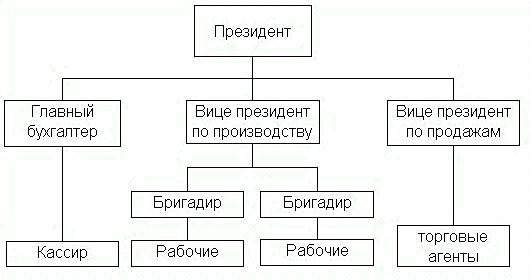 Президент
Главный
бухгалтер
Вице президент
по производству
Вице президент
по продажам
Бригадир
Бригадир
Кассир
Рабочие
Рабочие
торговые
агенты